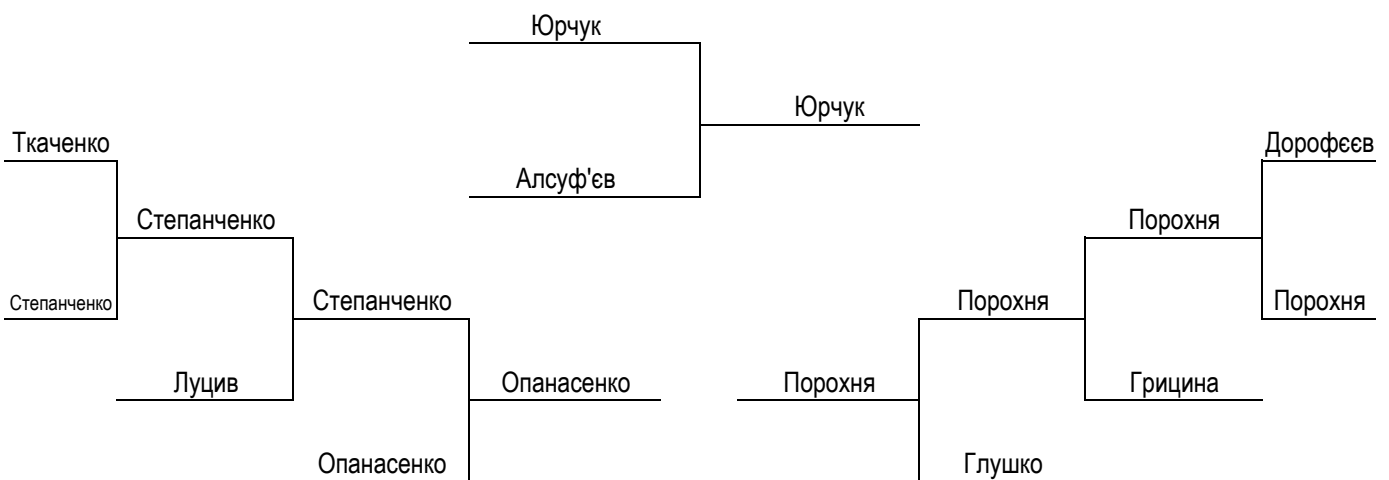 Юрчук
Юрчук
Ткаченко
Дорофєєв
Алсуф'єв
Степанченко
Порохня
Степанченко
Степанченко
Порохня
Порохня
Луцив
Опанасенко
Порохня
Грицина
Опанасенко
Глушко